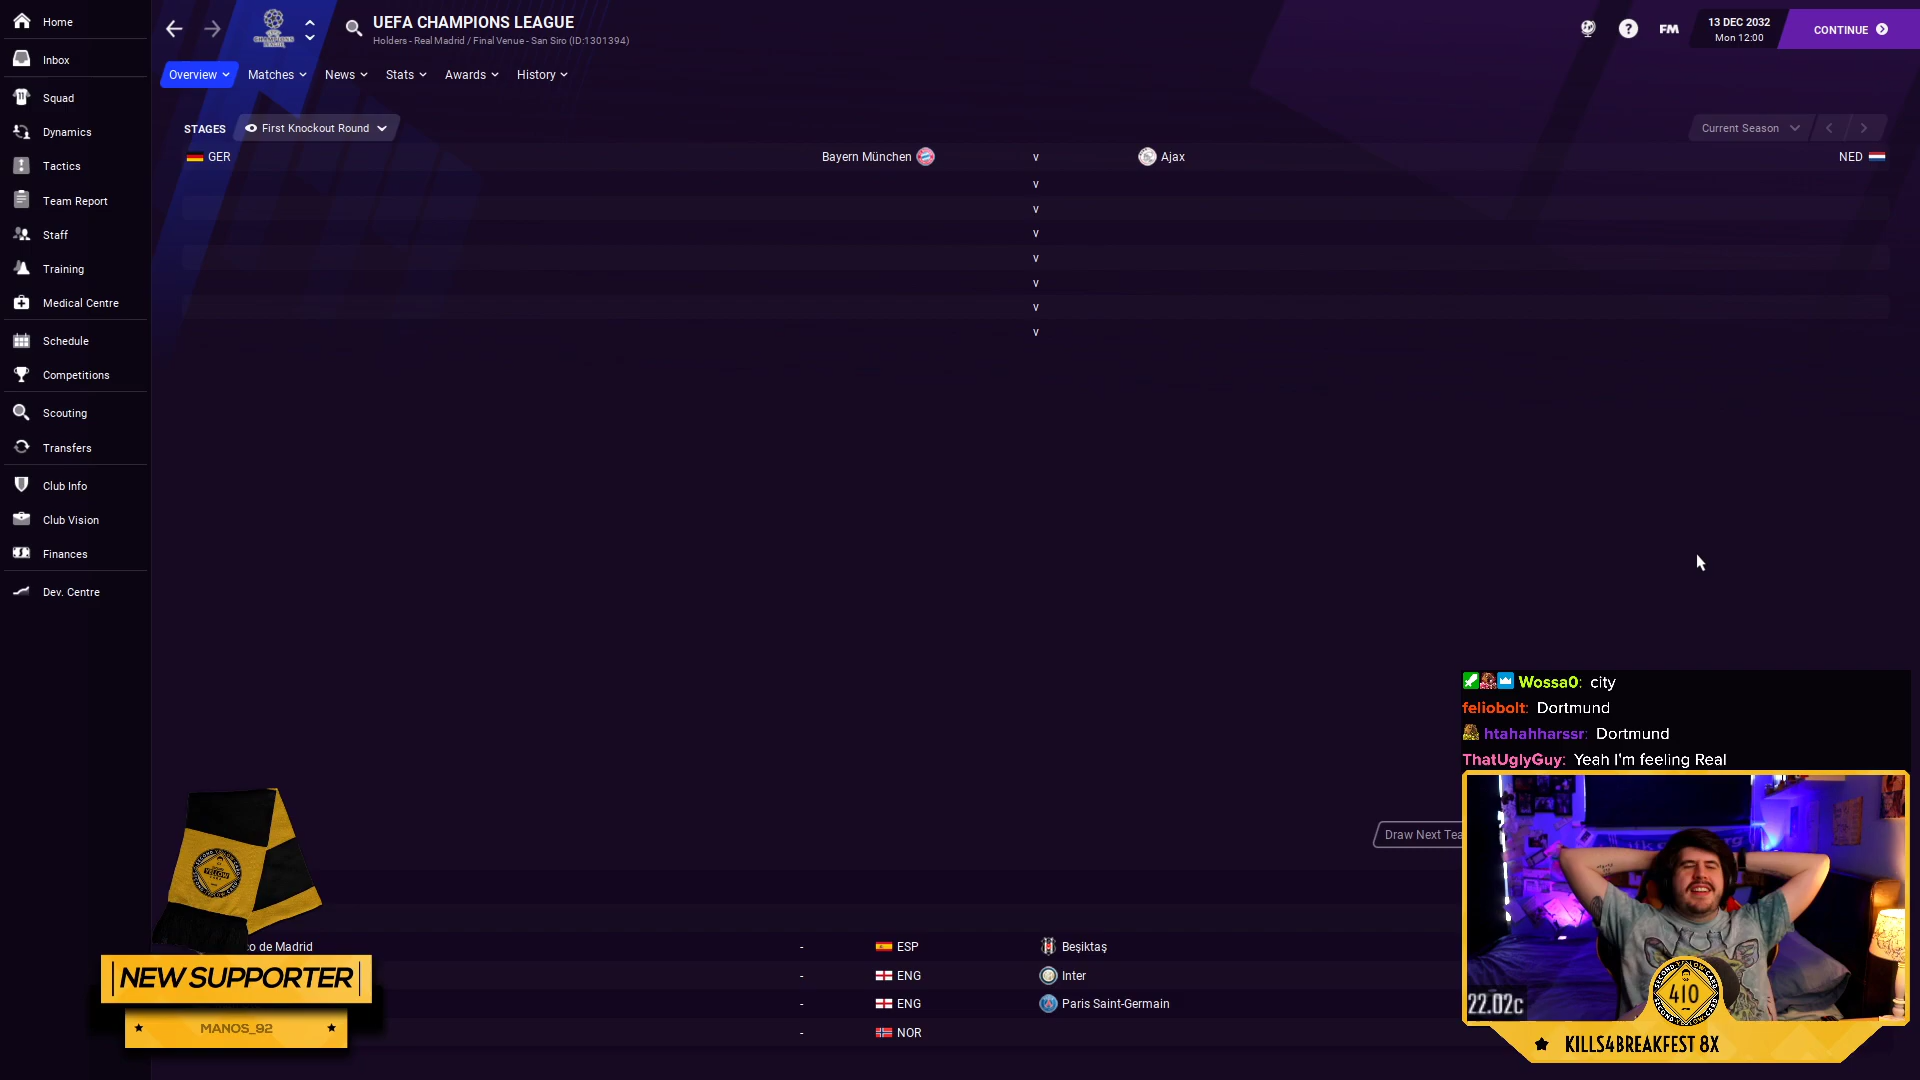 Home
Inbox
Squad
Dynamics
Tactics
Team Report
Staff
Training
Medical Centre
Schedule
Competitions
Scouting
Transfers
Club Info
Club Vision
Finances
Dev. Centre
UEFA CHAMPIONS LEAGUE
Holders - Real Madrid / Final Venue - San Siro (ID:1301394)
FM
13 DEC 2032
Mon 12:00
CONTINUE
Overview Matches News Stats Awards History
STAGES First Knockout Round
Current Season
GER Bayern München v Ajax NED
v
v
v
v
v
v
v
Draw Next Tea
co de Madrid - ESP Beşiktaş
- ENG Inter
- ENG Paris Saint-Germain
- NOR
NEW SUPPORTER
MANOS_92
Wossa0: city
feliobolt: Dortmund
htahahharssr: Dortmund
ThatUglyGuy: Yeah I'm feeling Real
22.02c
SECOND YELLOW CARD
410
KILLS4BREAKFEST 8X